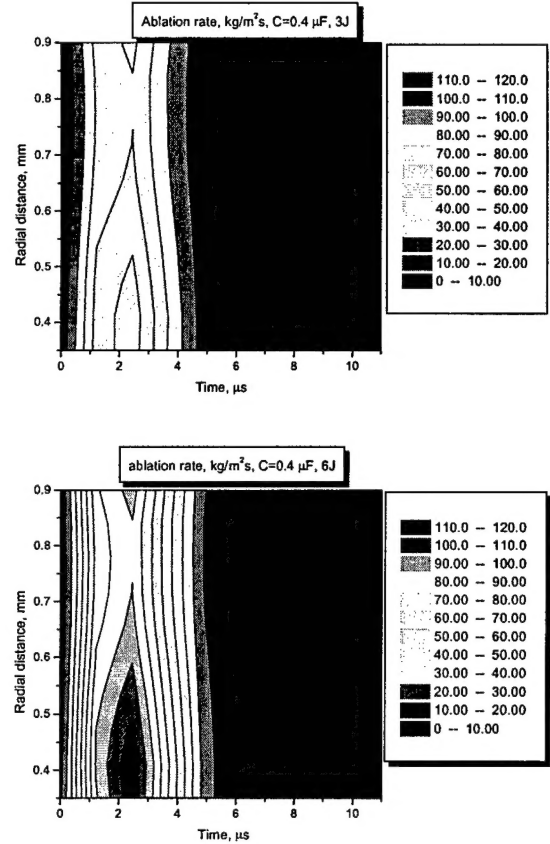 Ablation rate, kg/m²s, C=0.4 µF, 3J
0.9
0.8
0.7
0.6
0.5
0.4
Radial distance, mm
0
2
4
6
8
10
Time, µs
110.0 -- 120.0
100.0 -- 110.0
90.00 -- 100.0
80.00 -- 90.00
70.00 -- 80.00
60.00 -- 70.00
50.00 -- 60.00
40.00 -- 50.00
30.00 -- 40.00
20.00 -- 30.00
10.00 -- 20.00
0 -- 10.00
ablation rate, kg/m²s, C=0.4 µF, 6J
0.9
0.8
0.7
0.6
0.5
0.4
Radial distance, mm
0
2
4
6
8
10
Time, µs
110.0 -- 120.0
100.0 -- 110.0
90.00 -- 100.0
80.00 -- 90.00
70.00 -- 80.00
60.00 -- 70.00
50.00 -- 60.00
40.00 -- 50.00
30.00 -- 40.00
20.00 -- 30.00
10.00 -- 20.00
0 -- 10.00